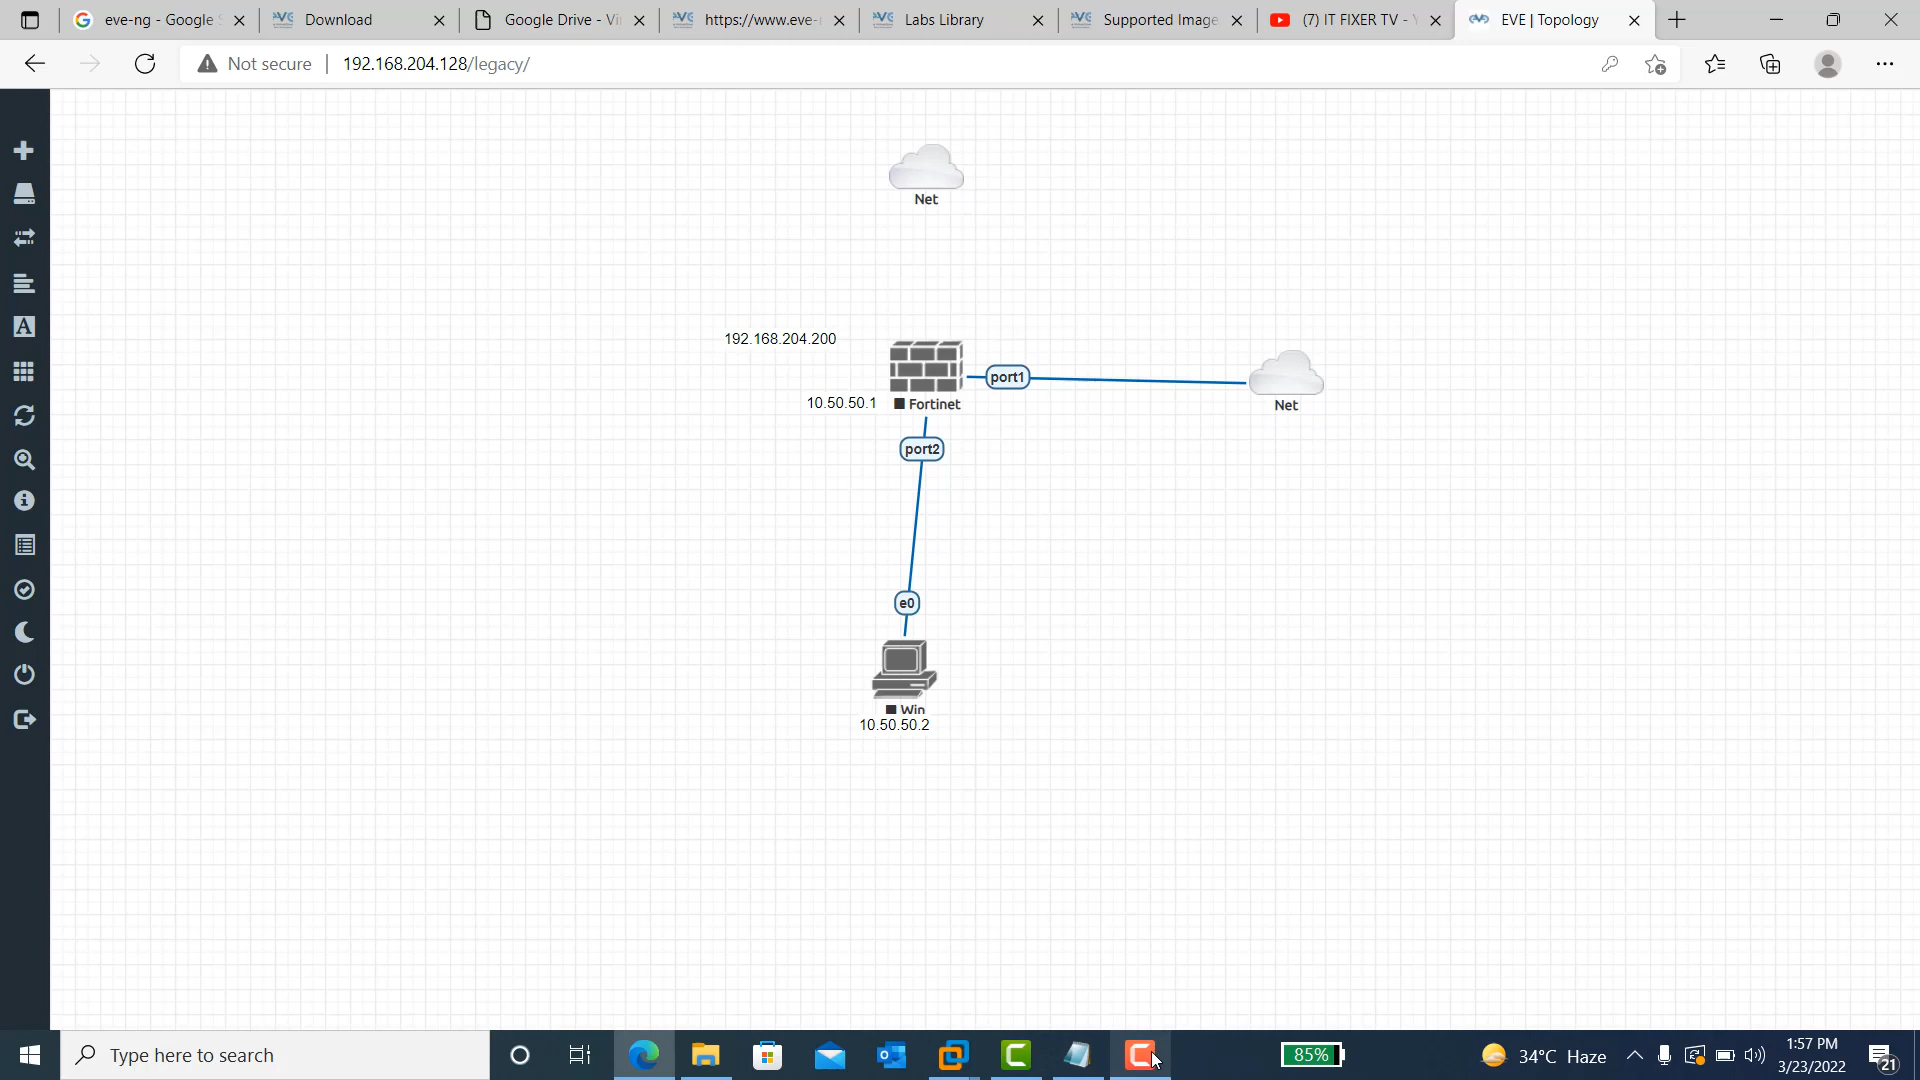 eve-ng - Google S
Download
Google Drive - Vir
https://www.eve-
Labs Library
Supported Image
(7) IT FIXER TV - Y
EVE | Topology
Not secure
192.168.204.128/legacy/
Net
192.168.204.200
port1
10.50.50.1
Fortinet
Net
port2
e0
Win
10.50.50.2
Type here to search
85%
34°C Haze
1:57 PM
3/23/2022
21